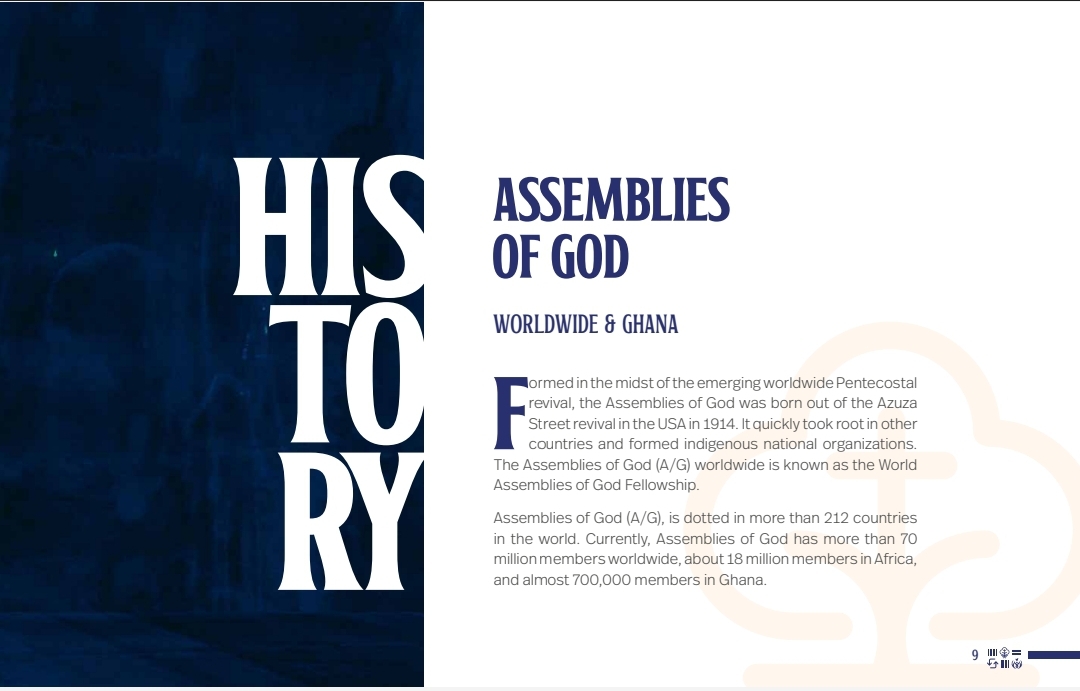 HIS
TO
RY
ASSEMBLIES
OF GOD
WORLDWIDE & GHANA
Formed in the midst of the emerging worldwide Pentecostal
revival, the Assemblies of God was born out of the Azuza
Street revival in the USA in 1914. It quickly took root in other
countries and formed indigenous national organizations.
The Assemblies of God (A/G) worldwide is known as the World
Assemblies of God Fellowship.
Assemblies of God (A/G), is dotted in more than 212 countries
in the world. Currently, Assemblies of God has more than 70
million members worldwide, about 18 million members in Africa,
and almost 700,000 members in Ghana.
9